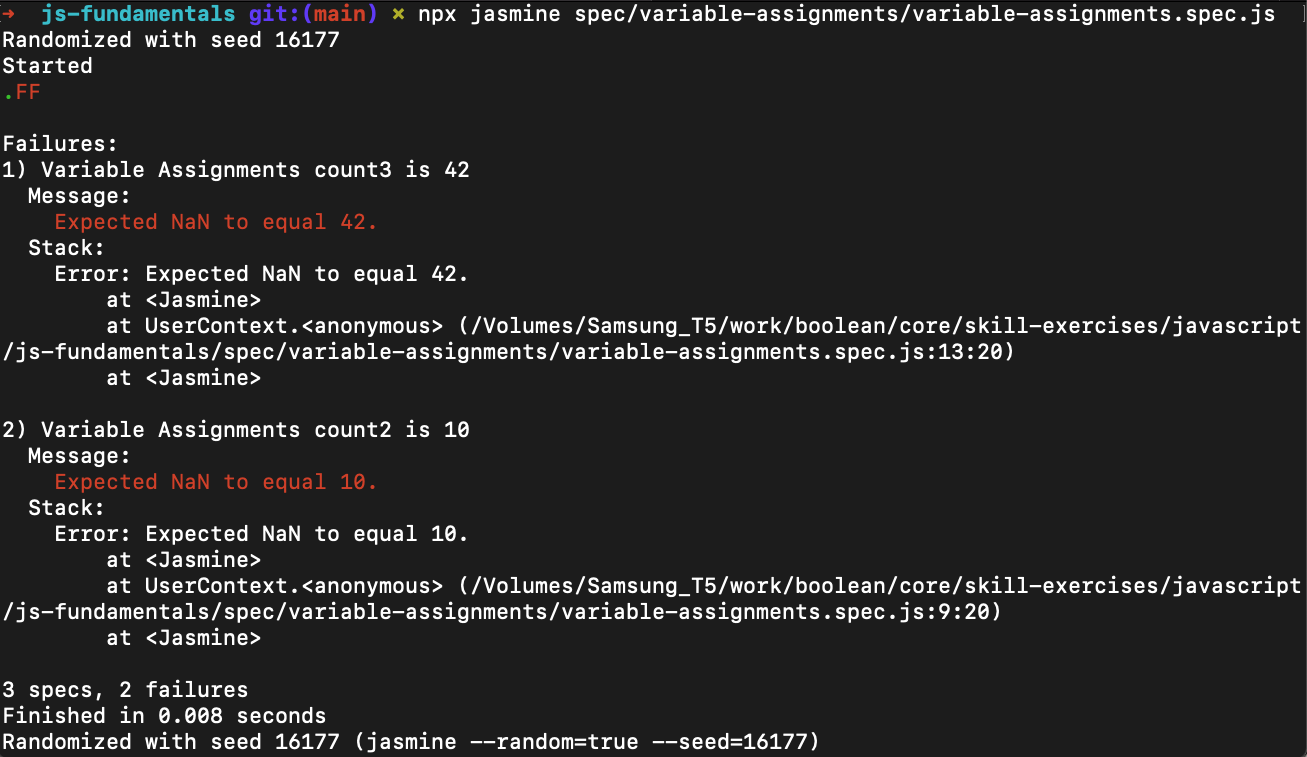 →  js-fundamentals git:(main) × npx jasmine spec/variable-assignments/variable-assignments.spec.js
Randomized with seed 16177
Started
.FF

Failures:
1) Variable Assignments count3 is 42
  Message:
    Expected NaN to equal 42.
  Stack:
    Error: Expected NaN to equal 42.
        at <Jasmine>
        at UserContext.<anonymous> (/Volumes/Samsung_T5/work/boolean/core/skill-exercises/javascript
/js-fundamentals/spec/variable-assignments/variable-assignments.spec.js:13:20)
        at <Jasmine>

2) Variable Assignments count2 is 10
  Message:
    Expected NaN to equal 10.
  Stack:
    Error: Expected NaN to equal 10.
        at <Jasmine>
        at UserContext.<anonymous> (/Volumes/Samsung_T5/work/boolean/core/skill-exercises/javascript
/js-fundamentals/spec/variable-assignments/variable-assignments.spec.js:9:20)
        at <Jasmine>

3 specs, 2 failures
Finished in 0.008 seconds
Randomized with seed 16177 (jasmine --random=true --seed=16177)